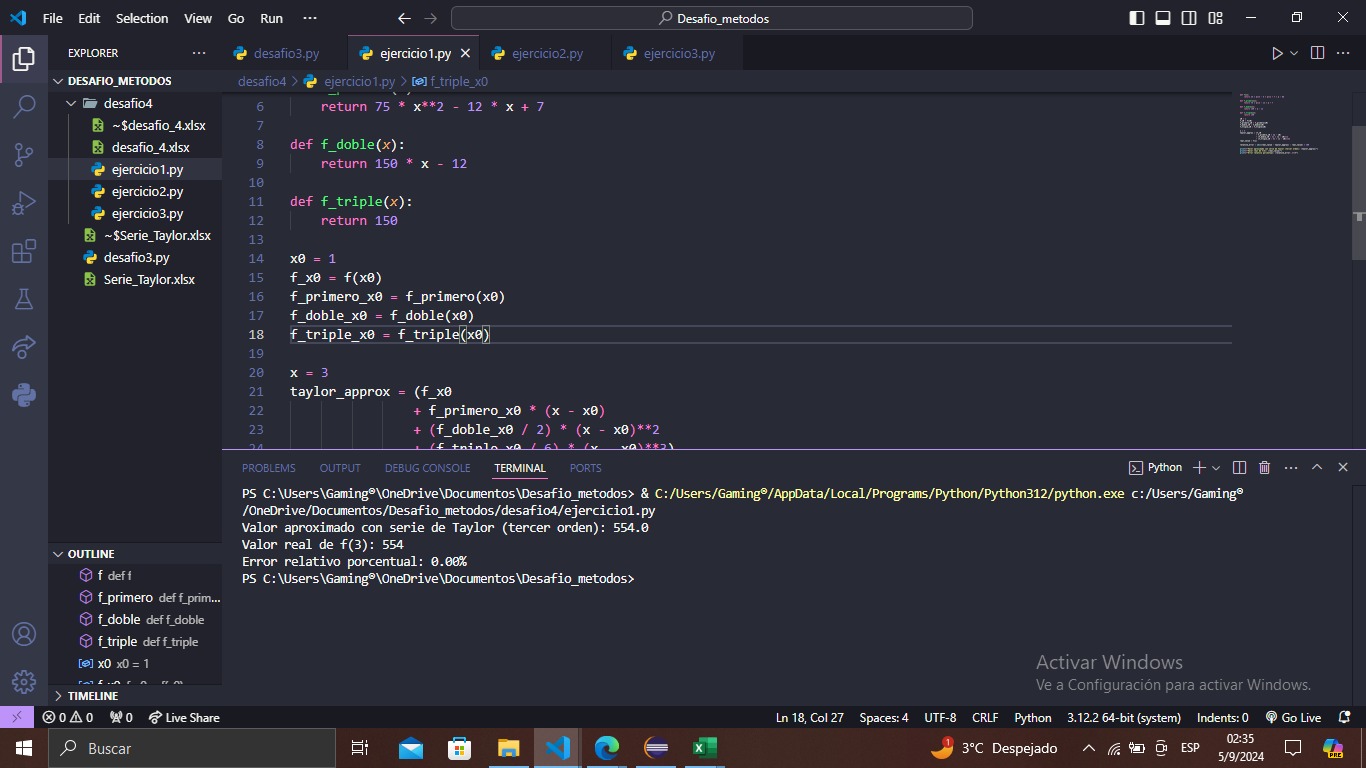 File Edit Selection View Go Run ··· Desafio_metodos
EXPLORER ···
DESAFIO_METODOS
desafio4
~$desafio_4.xlsx
desafio_4.xlsx
ejercicio1.py
ejercicio2.py
ejercicio3.py
~$Serie_Taylor.xlsx
desafio3.py
Serie_Taylor.xlsx
OUTLINE
f def f
f_primero def f_prim...
f_doble def f_doble
f_triple def f_triple
x0 x0 = 1
TIMELINE
desafio3.py ejercicio1.py ejercicio2.py ejercicio3.py
desafio4 > ejercicio1.py > f_triple_x0
6 return 75 * x**2 - 12 * x + 7
7
8 def f_doble(x):
9 return 150 * x - 12
10
11 def f_triple(x):
12 return 150
13
14 x0 = 1
15 f_x0 = f(x0)
16 f_primero_x0 = f_primero(x0)
17 f_doble_x0 = f_doble(x0)
18 f_triple_x0 = f_triple(x0)
19
20 x = 3
21 taylor_approx = (f_x0
22 + f_primero_x0 * (x - x0)
23 + (f_doble_x0 / 2) * (x - x0)**2
24 + (f_triple_x0 / 6) * (x - x0)**3)
PROBLEMS OUTPUT DEBUG CONSOLE TERMINAL PORTS Python
PS C:\Users\Gaming®\OneDrive\Documentos\Desafio_metodos> & C:/Users/Gaming®/AppData/Local/Programs/Python/Python312/python.exe c:/Users/Gaming®
/OneDrive/Documentos/Desafio_metodos/desafio4/ejercicio1.py
Valor aproximado con serie de Taylor (tercer orden): 554.0
Valor real de f(3): 554
Error relativo porcentual: 0.00%
PS C:\Users\Gaming®\OneDrive\Documentos\Desafio_metodos>
Activar Windows
Ve a Configuración para activar Windows.
0 0 0 Live Share Ln 18, Col 27 Spaces: 4 UTF-8 CRLF Python 3.12.2 64-bit (system) Indents: 0 Go Live
Buscar 1 3°C Despejado ESP 02:35
5/9/2024
PRE